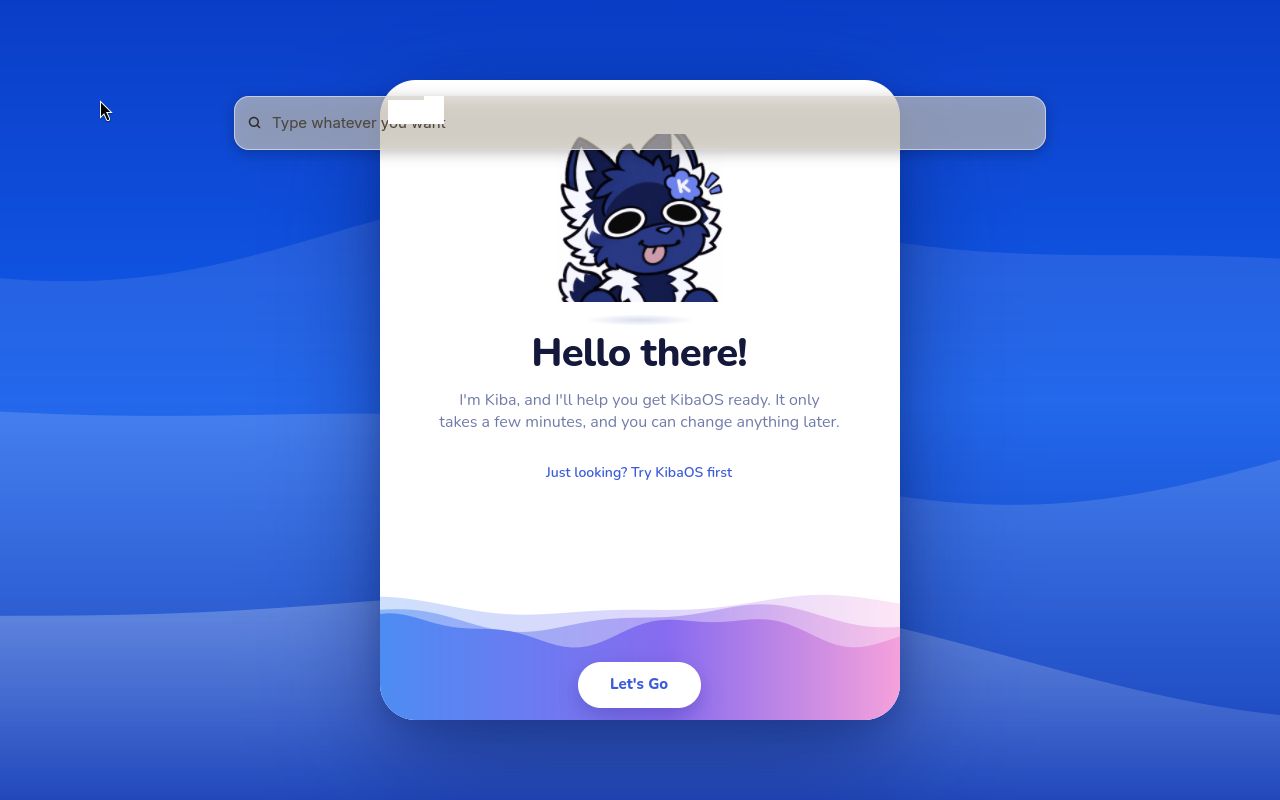 Type whatever you want
K
Hello there!
I'm Kiba, and I'll help you get KibaOS ready. It only
takes a few minutes, and you can change anything later.
Just looking? Try KibaOS first
Let's Go